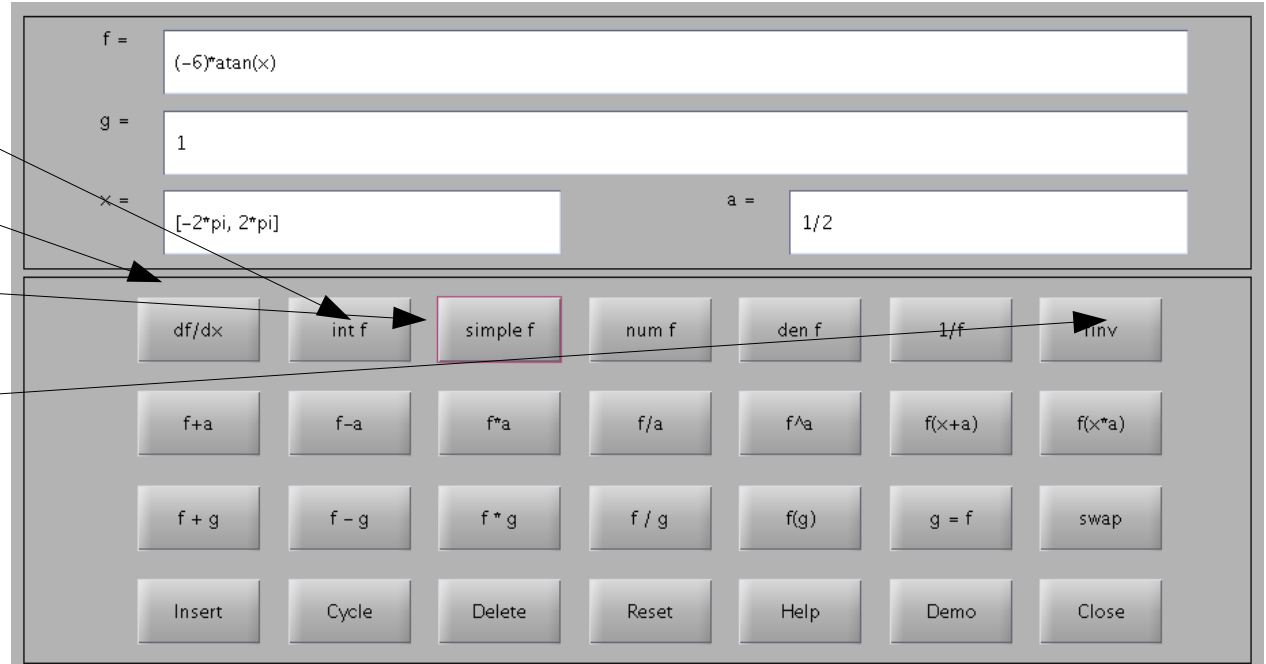 f =
(-6)*atan(x)
g =
1
x =
[-2*pi, 2*pi]
a =
1/2
df/dx int f simple f num f den f 1/f finv
f+a f-a f*a f/a f^a f(x+a) f(x*a)
f + g f - g f * g f / g f(g) g = f swap
Insert Cycle Delete Reset Help Demo Close